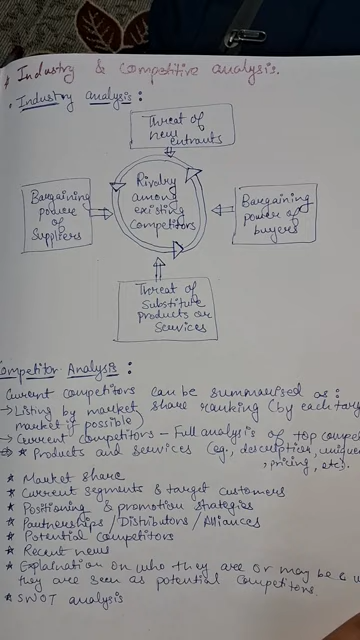 * Industry & Competitive analysis.
• Industry analysis :
Threat of
new
entrants
Bargaining
power of
Suppliers
Rivalry
among
existing
Competitors
Bargaining
power of
buyers
Threat of
Substitute
Products or
Services
Competitor Analysis :
Current competitors can be summarised as :
→ Listing by market share ranking (by each
market if possible)
→ Current competitors - Full analysis of top
⇒ * Products and services (eg., description,
, pricing, etc).
* Market share
* Current segments & target customers
* Positioning & promotion strategies
* Partnerships / Distributors / Alliances
* Potential competitors
* Recent news
* Explaination on who they are or may be &
they are seen as potential competitors
* SWOT analysis